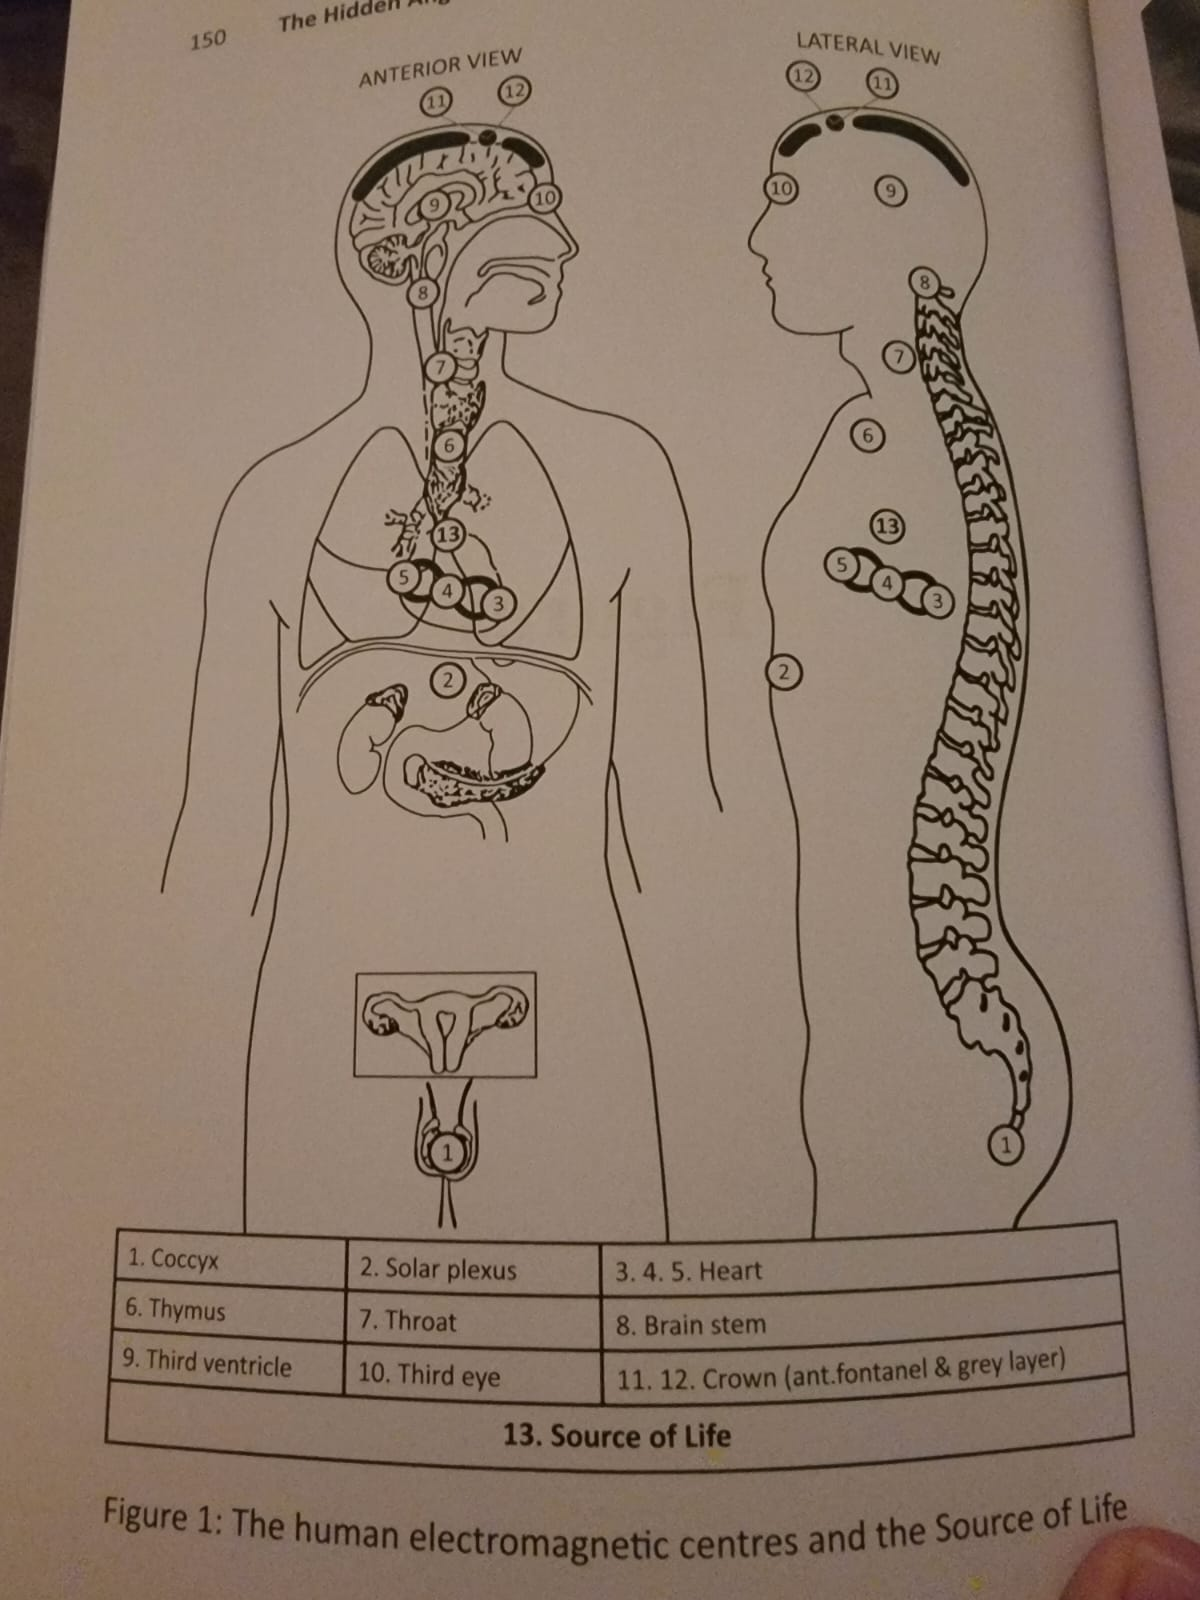 150 The Hidden
ANTERIOR VIEW
LATERAL VIEW
11 12
12 11
9 10
10 9
8
8
7
7
6
6
13
13
5 4 3
5 4 3
2
2
1
1
1. Coccyx 2. Solar plexus 3. 4. 5. Heart
6. Thymus 7. Throat 8. Brain stem
9. Third ventricle 10. Third eye 11. 12. Crown (ant.fontanel & grey layer)
13. Source of Life
Figure 1: The human electromagnetic centres and the Source of Life